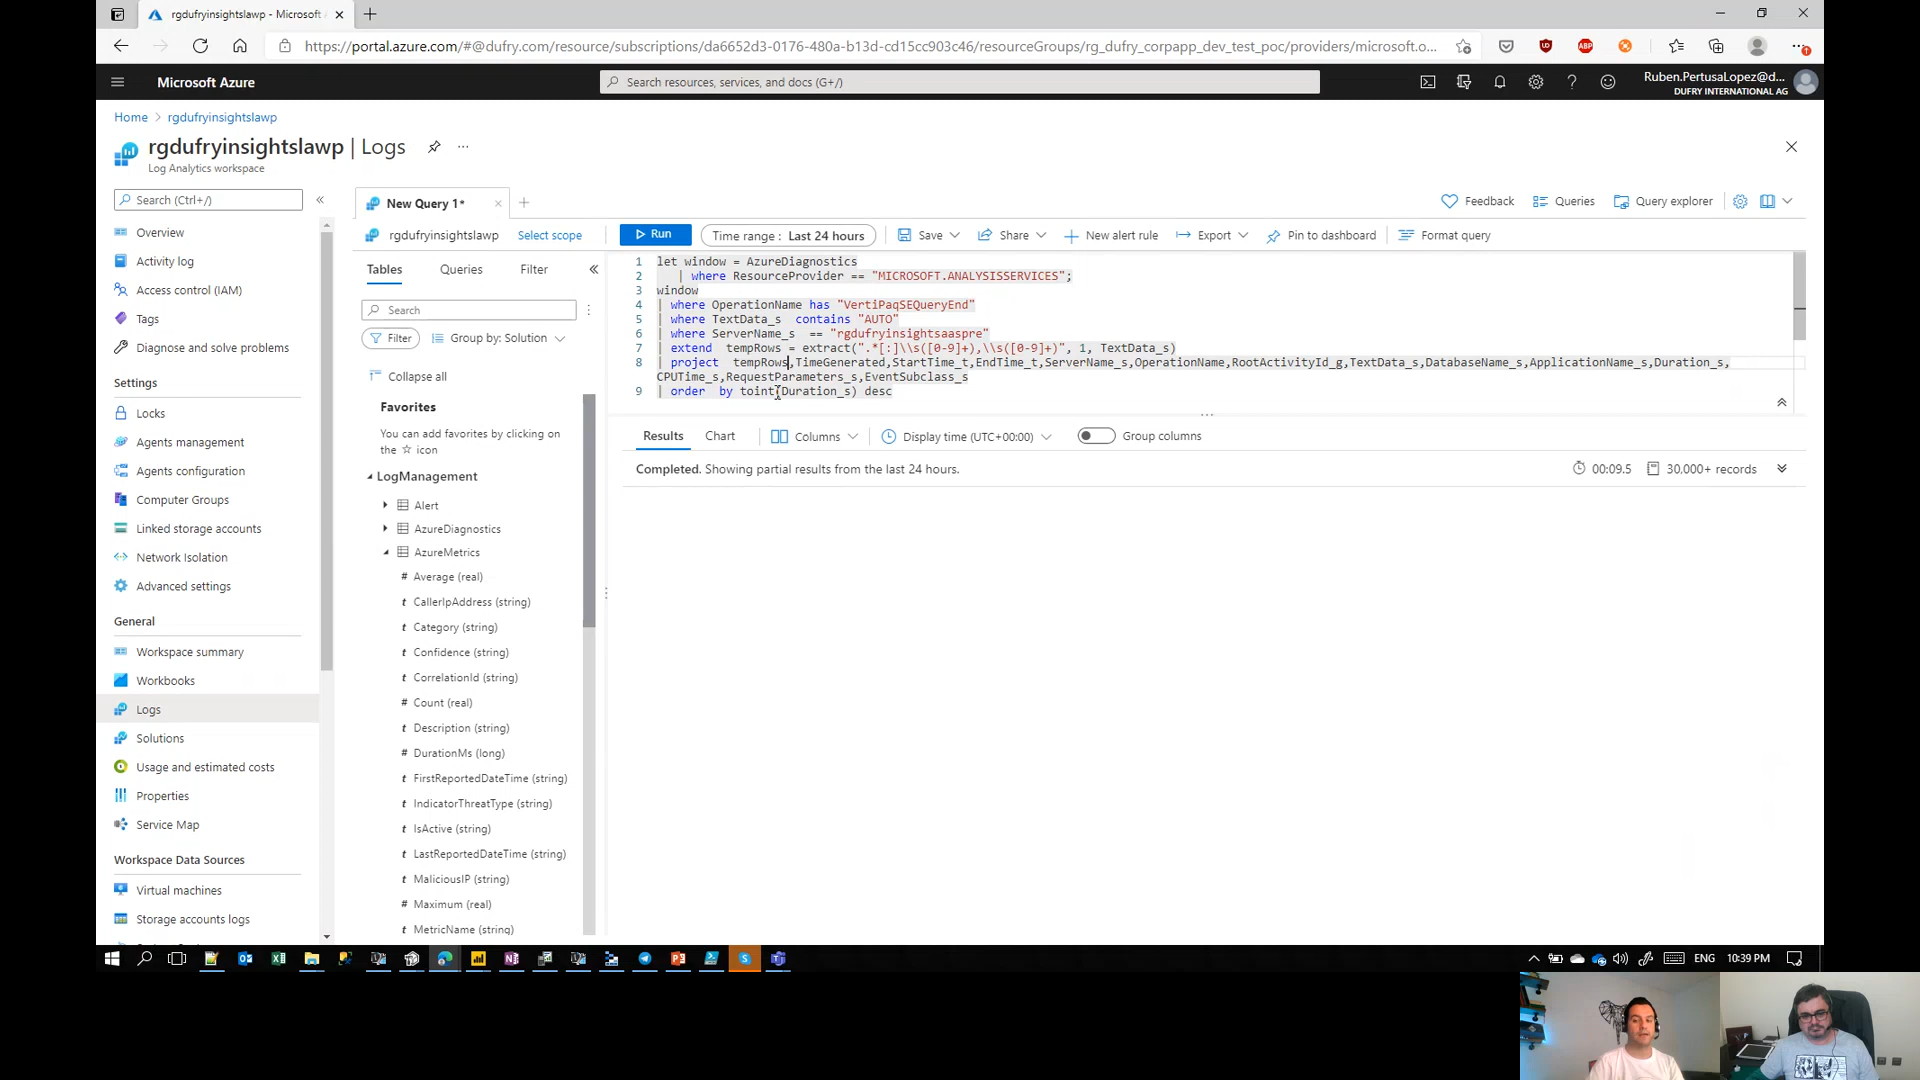 rgdufryinsightslawp - Microsoft
https://portal.azure.com/#@dufry.com/resource/subscriptions/da6652d3-0176-480a-b13d-cd15cc903c46/resourceGroups/rg_dufry_corpapp_dev_test_poc/providers/microsoft.o...
Microsoft Azure
Search resources, services, and docs (G+/)
Ruben.PertusaLopez@d...
DUFRY INTERNATIONAL AG
Home > rgdufryinsightslawp
rgdufryinsightslawp | Logs
Log Analytics workspace
Search (Ctrl+/)
Overview
Activity log
Access control (IAM)
Tags
Diagnose and solve problems
Settings
Locks
Agents management
Agents configuration
Computer Groups
Linked storage accounts
Network Isolation
Advanced settings
General
Workspace summary
Workbooks
Logs
Solutions
Usage and estimated costs
Properties
Service Map
Workspace Data Sources
Virtual machines
Storage accounts logs
New Query 1*
Feedback
Queries
Query explorer
rgdufryinsightslawp
Select scope
Run
Time range : Last 24 hours
Save
Share
New alert rule
Export
Pin to dashboard
Format query
Tables
Queries
Filter
Search
Filter
Group by: Solution
Collapse all
Favorites
You can add favorites by clicking on
the ☆ icon
LogManagement
Alert
AzureDiagnostics
AzureMetrics
# Average (real)
t CallerIpAddress (string)
t Category (string)
t Confidence (string)
t CorrelationId (string)
# Count (real)
t Description (string)
# DurationMs (long)
t FirstReportedDateTime (string)
t IndicatorThreatType (string)
t IsActive (string)
t LastReportedDateTime (string)
t MaliciousIP (string)
# Maximum (real)
t MetricName (string)
1 let window = AzureDiagnostics
2 | where ResourceProvider == "MICROSOFT.ANALYSISSERVICES";
3 window
4 | where OperationName has "VertiPaqSEQueryEnd"
5 | where TextData_s contains "AUTO"
6 | where ServerName_s == "rgdufryinsightsaaspre"
7 | extend tempRows = extract(".*[:]\\s([0-9]+),\\s([0-9]+)", 1, TextData_s)
8 | project tempRows,TimeGenerated,StartTime_t,EndTime_t,ServerName_s,OperationName,RootActivityId_g,TextData_s,DatabaseName_s,ApplicationName_s,Duration_s,
CPUTime_s,RequestParameters_s,EventSubclass_s
9 | order by toint(Duration_s) desc
Results
Chart
Columns
Display time (UTC+00:00)
Group columns
Completed. Showing partial results from the last 24 hours.
00:09.5
30,000+ records
ENG
10:39 PM